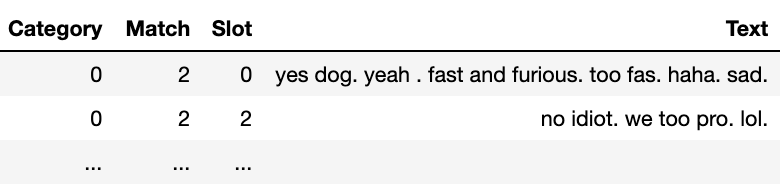 Category Match Slot Text
0 2 0 yes dog. yeah . fast and furious. too fas. haha. sad.
0 2 2 no idiot. we too pro. lol.
... ... ...